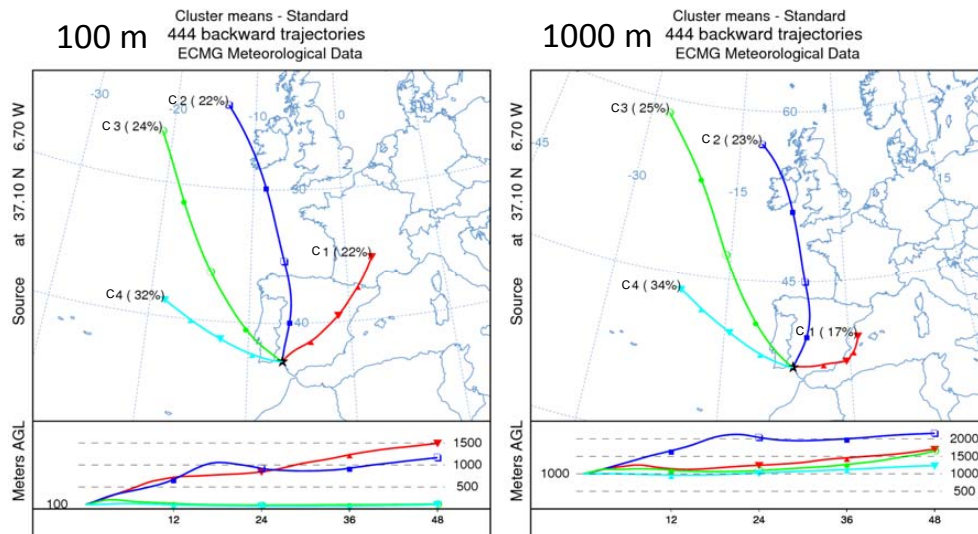 100 m
Cluster means - Standard
444 backward trajectories
ECMG Meteorological Data
Source ★ at 37.10 N 6.70 W
-30
-20
-10
0
C 2 ( 22%)
C 3 ( 24%)
C 1 ( 22%)
C4 ( 32%)
40
Meters AGL
1500
1000
500
100
12
24
36
48
1000 m
Cluster means - Standard
444 backward trajectories
ECMG Meteorological Data
Source ★ at 37.10 N 6.70 W
C3 ( 25%)
60
C 2 ( 23%)
45
-30
-15
15
C4 ( 34%)
45
C 1 ( 17%)
Meters AGL
2000
1500
1000
500
1000
12
24
36
48